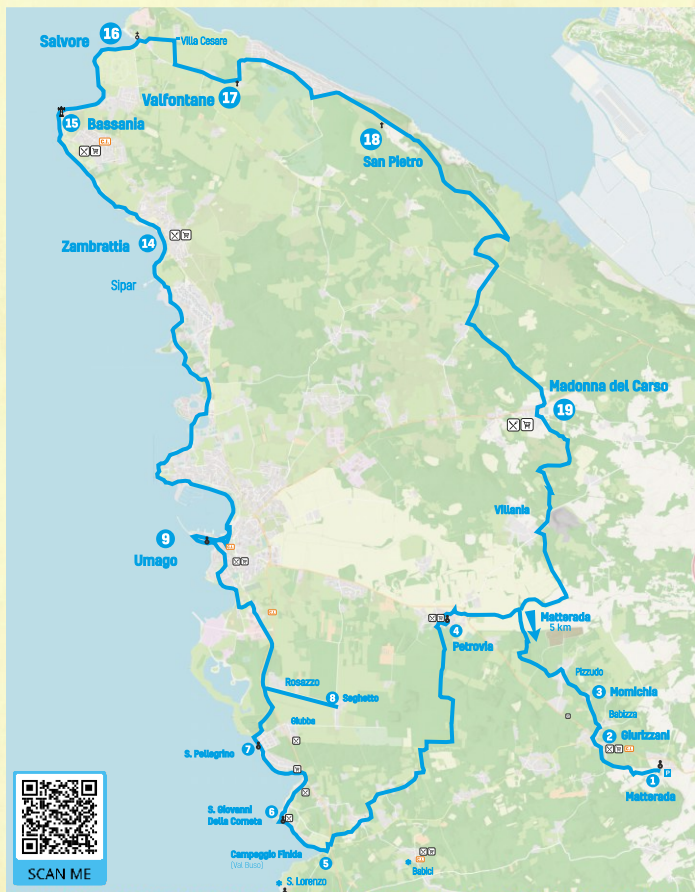 16
Salvore
Villa Cesare
Valfontane 17
15 Bassania
18
San Pietro
Zambrattia 14
Sipar
Madonna del Carso
19
Villania
9
Umago
Matterada
5 km
4
Petrovia
Pizzudo
Rosazzo
3 Momichia
8 Seghetto
Babizza
Giubba
2 Giurizzani
S. Pellegrino 7
1 P
Matterada
S. Giovanni 6
Della Corneta
Campeggio Finida 5
(Val Buso)
Babici
S. Lorenzo
SCAN ME